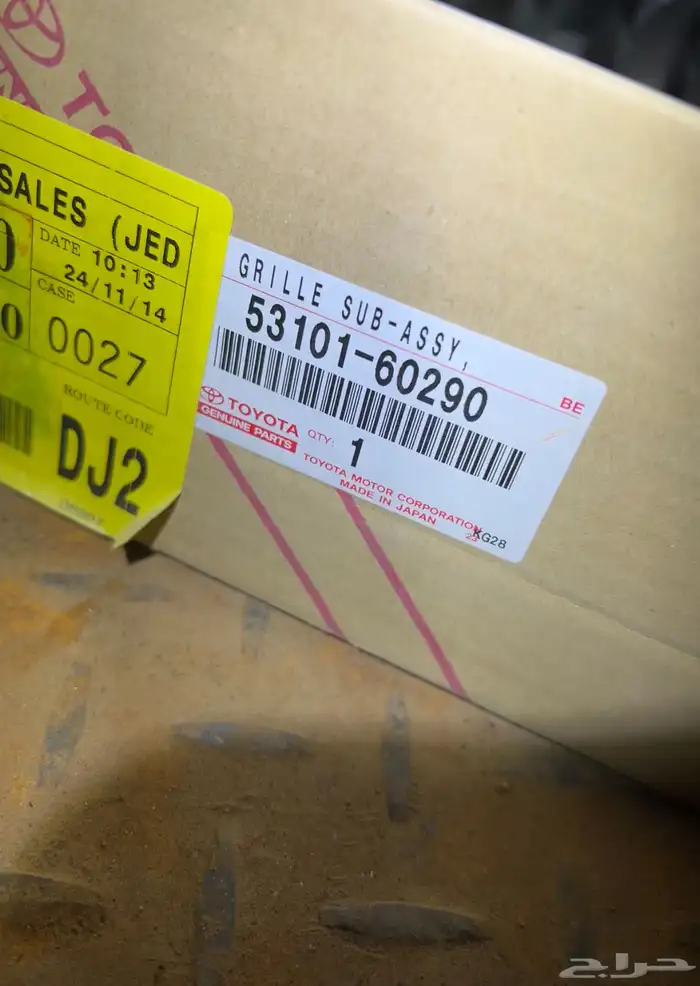 SALES (JED
DATE 10:13
24/11/14
CASE
0027
ROUTE CODE
DJ2
GRILLE SUB-ASSY,
53101-60290
BE
TOYOTA
GENUINE PARTS
QTY: 1
TOYOTA MOTOR CORPORATION
MADE IN JAPAN
KG28
حراج